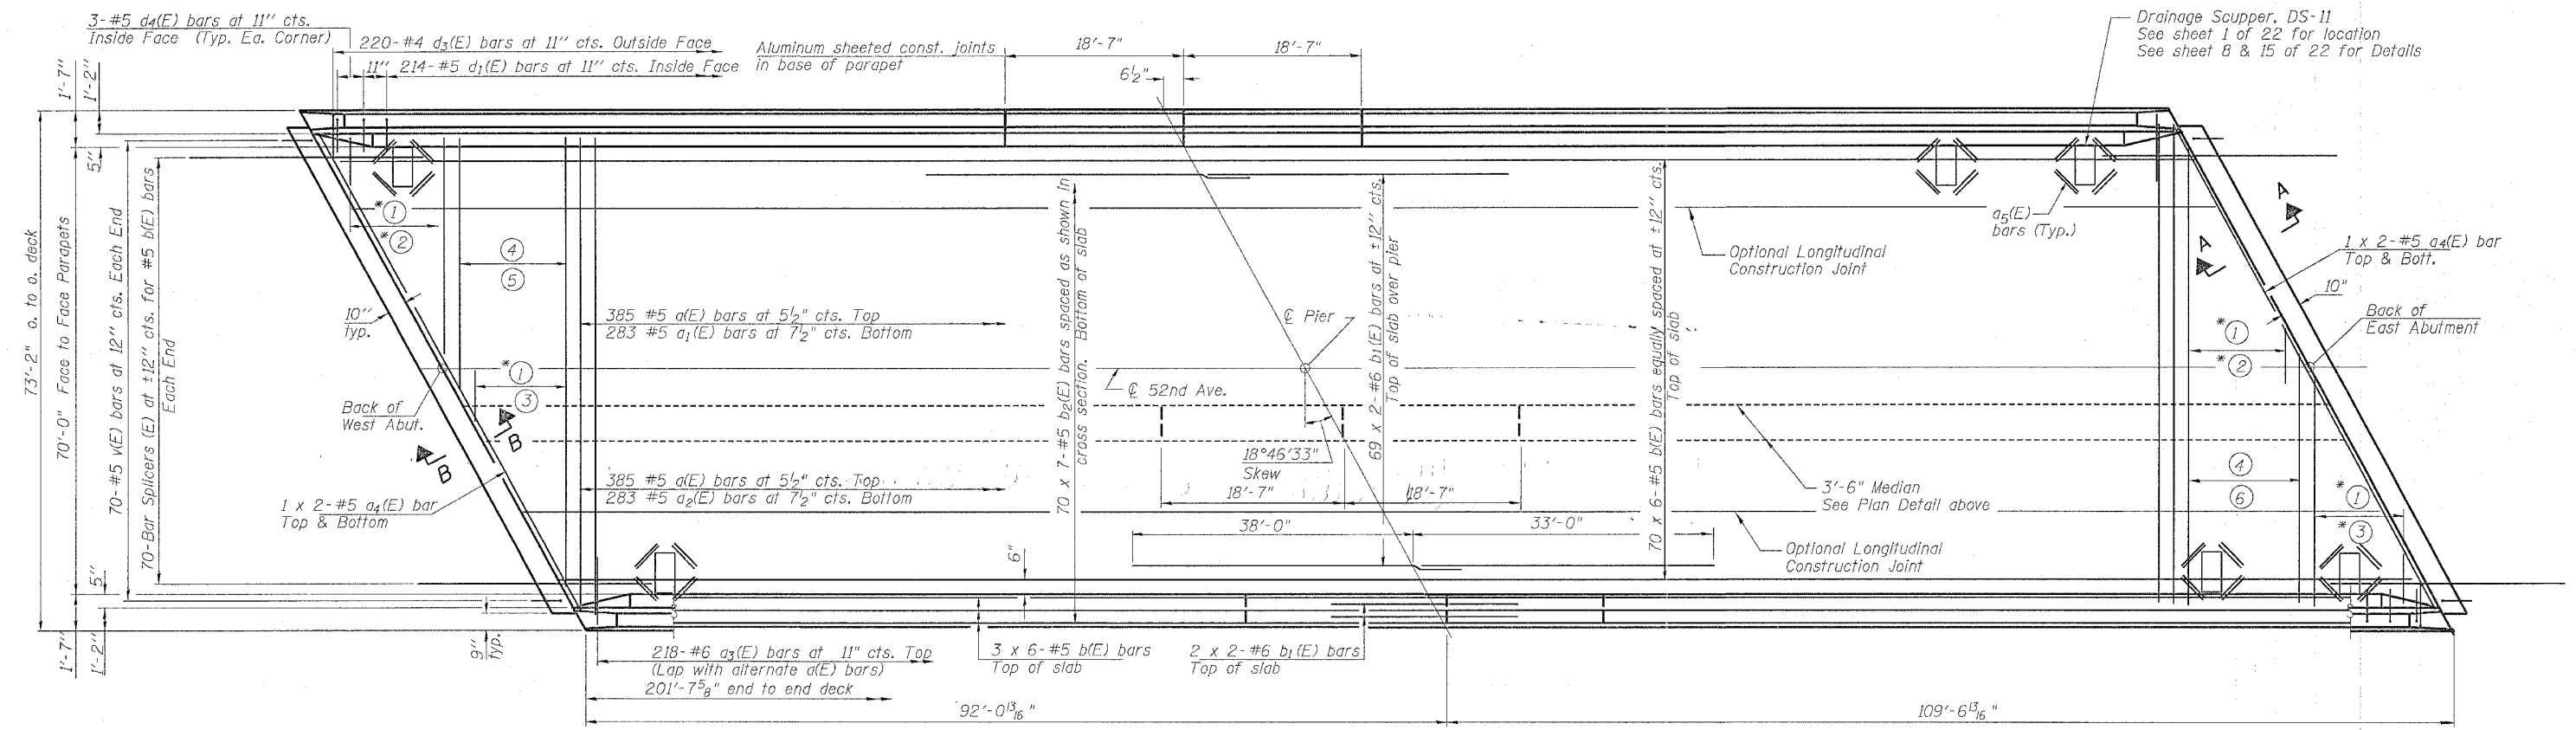 3-#5 d4(E) bars at 11" cts.
Inside Face (Typ. Ea. Corner)
220-#4 d3(E) bars at 11" cts. Outside Face
11" 214-#5 d1(E) bars at 11" cts. Inside Face
Aluminum sheeted const. joints
in base of parapet
18'-7"
18'-7"
6½"
Drainage Scupper, DS-11
See sheet 1 of 22 for location
See sheet 8 & 15 of 22 for Details
1'-7"
1'-2"
5"
73'-2" o. to o. deck
70'-0" Face to Face Parapets
70-#5 v(E) bars at 12" cts. Each End
70-Bar Splicers (E) at ±12" cts. for #5 b(E) bars
Each End
*1
*2
4
5
10"
typ.
*1
3
Back of
West Abut.
B
B
1 x 2-#5 a4(E) bar
Top & Bottom
385 #5 a(E) bars at 5½" cts. Top
283 #5 a1(E) bars at 7½" cts. Bottom
385 #5 a(E) bars at 5½" cts. Top
283 #5 a2(E) bars at 7½" cts. Bottom
70 x 7-#5 b2(E) bars spaced as shown in
cross section. Bottom of slab
℄ 52nd Ave.
℄ Pier
18°46'33"
Skew
18'-7"
18'-7"
38'-0"
33'-0"
69 x 2-#6 b1(E) bars at ±12" cts.
Top of slab over pier
70 x 6-#5 b(E) bars equally spaced at ±12" cts.
Top of slab
Optional Longitudinal
Construction Joint
a5(E)
bars (Typ.)
A
A
1 x 2-#5 a4(E) bar
Top & Bott.
10"
Back of
East Abutment
*1
*2
4
6
*1
*3
3'-6" Median
See Plan Detail above
Optional Longitudinal
Construction Joint
6"
5"
1'-7"
1'-2"
9"
typ.
218-#6 a3(E) bars at 11" cts. Top
(Lap with alternate a(E) bars)
3 x 6-#5 b(E) bars
Top of slab
2 x 2-#6 b1(E) bars
Top of slab
201'-7⅝" end to end deck
92'-0 13/16"
109'-6 13/16"